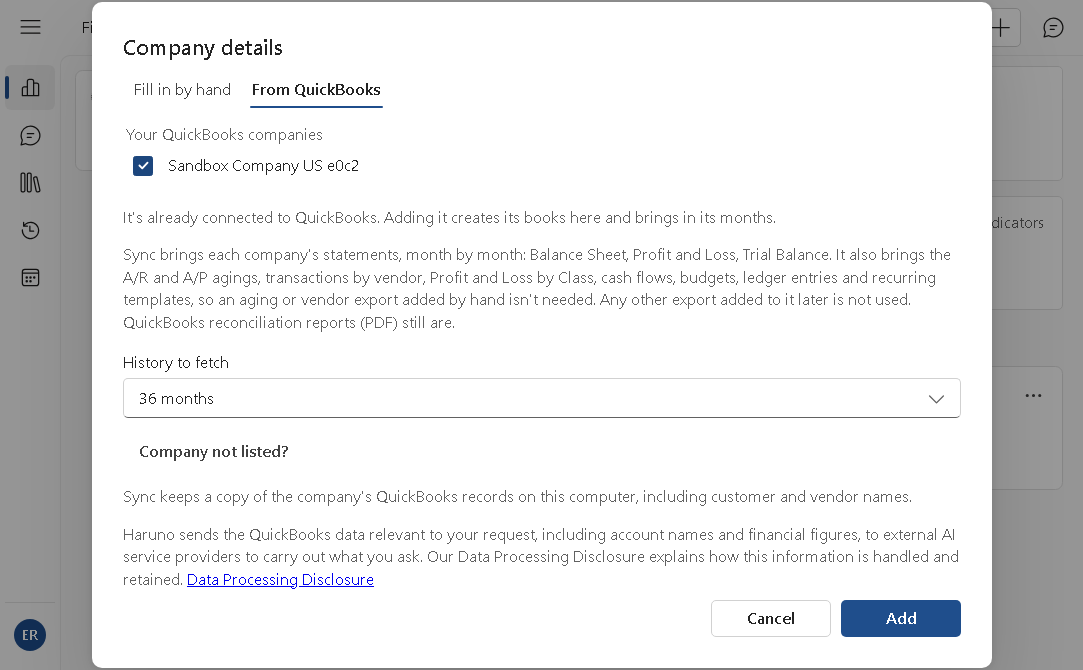 Fi
Company details
Fill in by hand
From QuickBooks
Your QuickBooks companies
Sandbox Company US e0c2
It's already connected to QuickBooks. Adding it creates its books here and brings in its months.
Sync brings each company's statements, month by month: Balance Sheet, Profit and Loss, Trial Balance. It also brings the
A/R and A/P agings, transactions by vendor, Profit and Loss by Class, cash flows, budgets, ledger entries and recurring
templates, so an aging or vendor export added by hand isn't needed. Any other export added to it later is not used.
QuickBooks reconciliation reports (PDF) still are.
dicators
History to fetch
36 months
Company not listed?
Sync keeps a copy of the company's QuickBooks records on this computer, including customer and vendor names.
Haruno sends the QuickBooks data relevant to your request, including account names and financial figures, to external AI
service providers to carry out what you ask. Our Data Processing Disclosure explains how this information is handled and
retained. Data Processing Disclosure
Cancel
Add
ER